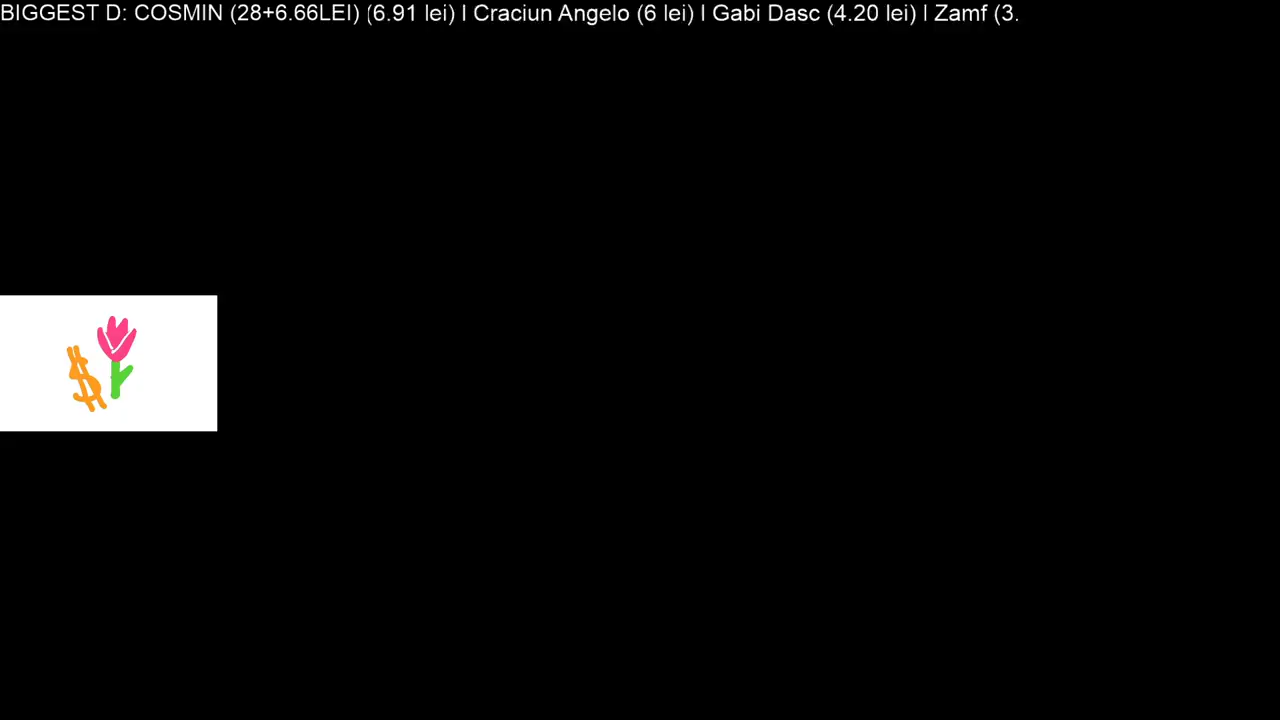 BIGGEST D: COSMIN (28+6.66LEI) (6.91 lei) l Craciun Angelo (6 lei) l Gabi Dasc (4.20 lei) l Zamf (3.
$